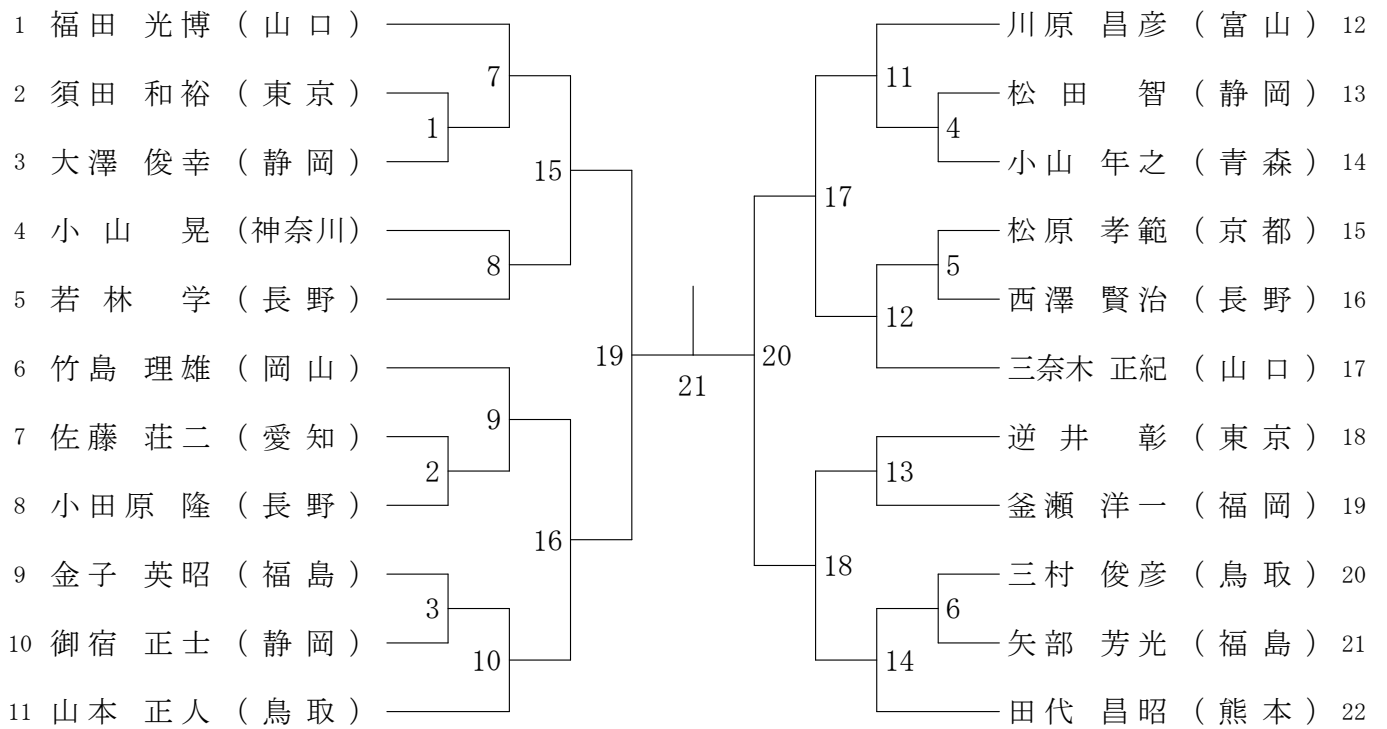 1 福田 光博 (山口)
2 須田 和裕 (東京)
3 大澤 俊幸 (静岡)
4 小山 晃 (神奈川)
5 若林 学 (長野)
6 竹島 理雄 (岡山)
7 佐藤 荘二 (愛知)
8 小田原 隆 (長野)
9 金子 英昭 (福島)
10 御宿 正士 (静岡)
11 山本 正人 (鳥取)
7
1
15
8
19
9
2
16
3
10
21
20
11
4
17
5
12
13
18
6
14
川原 昌彦 (富山) 12
松田 智 (静岡) 13
小山 年之 (青森) 14
松原 孝範 (京都) 15
西澤 賢治 (長野) 16
三奈木 正紀 (山口) 17
逆井 彰 (東京) 18
釜瀬 洋一 (福岡) 19
三村 俊彦 (鳥取) 20
矢部 芳光 (福島) 21
田代 昌昭 (熊本) 22